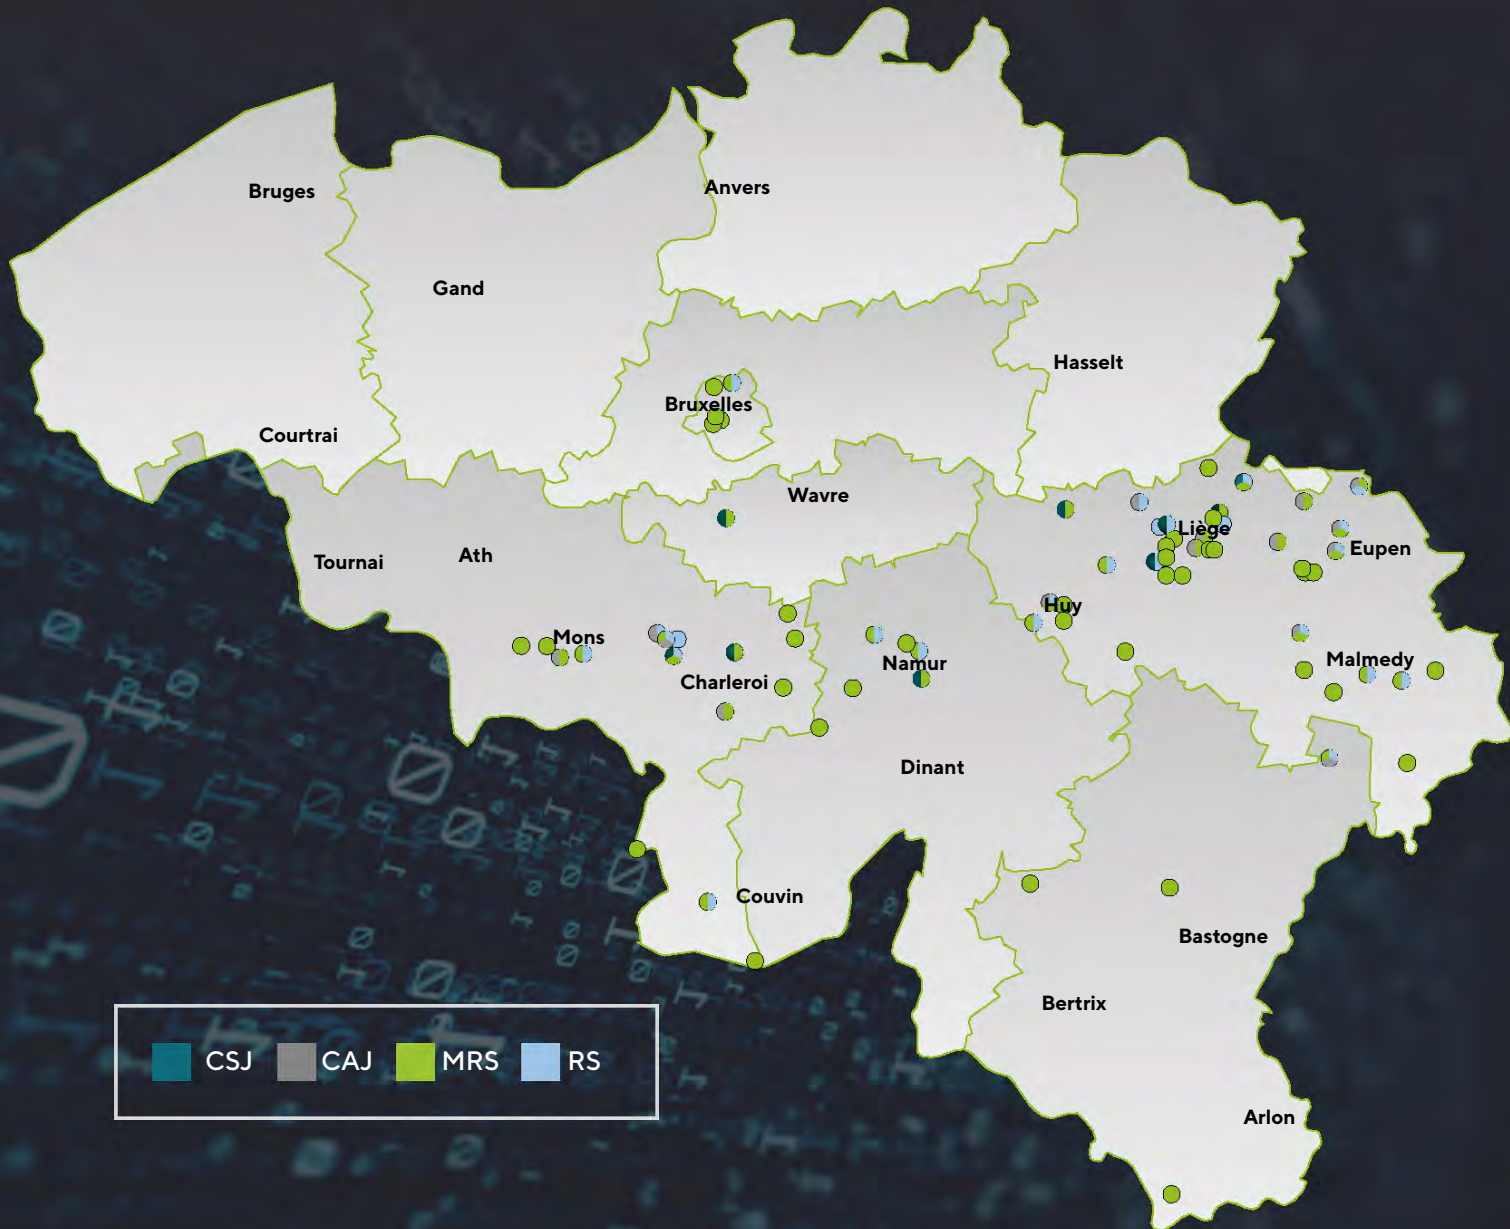 Bruges
Anvers
Gand
Hasselt
Bruxelles
Courtrai
Wavre
Liège
Tournai
Ath
Eupen
Huy
Mons
Namur
Malmedy
Charleroi
Dinant
Couvin
Bastogne
Bertrix
CSJ CAJ MRS RS
Arlon